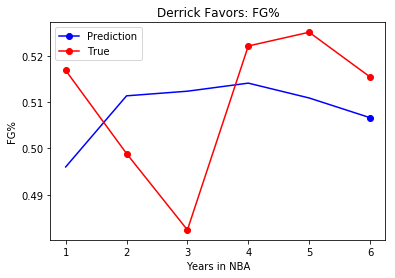 Derrick Favors: FG%
Prediction
True
0.52
0.51
0.50
0.49
FG%
1 2 3 4 5 6
Years in NBA